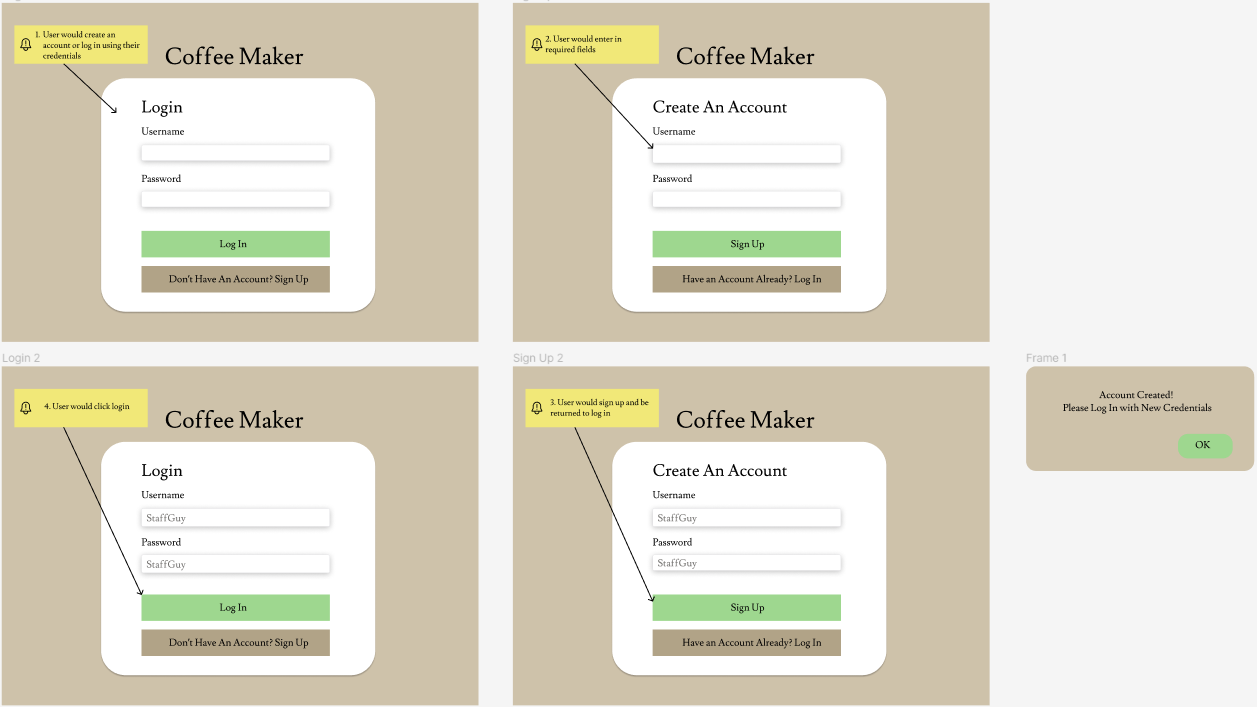 1. User would create an
account or log in using their
credentials
Coffee Maker
Login
Username
Password
Log In
Don't Have An Account? Sign Up
2. User would enter in
required fields
Coffee Maker
Create An Account
Username
Password
Sign Up
Have an Account Already? Log In
Login 2
4. User would click login
Coffee Maker
Login
Username
StaffGuy
Password
StaffGuy
Log In
Don't Have An Account? Sign Up
Sign Up 2
3. User would sign up and be
returned to log in
Coffee Maker
Create An Account
Username
StaffGuy
Password
StaffGuy
Sign Up
Have an Account Already? Log In
Frame 1
Account Created!
Please Log In with New Credentials
OK